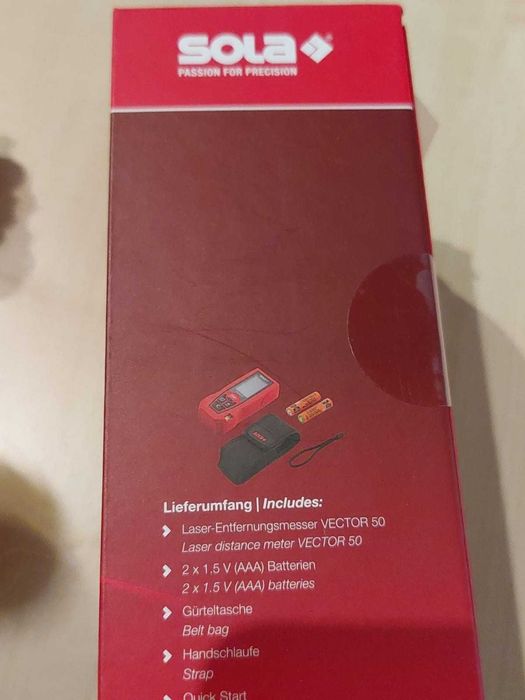 SOLA
PASSION FOR PRECISION
Lieferumfang | Includes:
Laser-Entfernungsmesser VECTOR 50
Laser distance meter VECTOR 50
2 x 1.5 V (AAA) Batterien
2 x 1.5 V (AAA) batteries
Gürteltasche
Belt bag
Handschlaufe
Strap
Quick Start